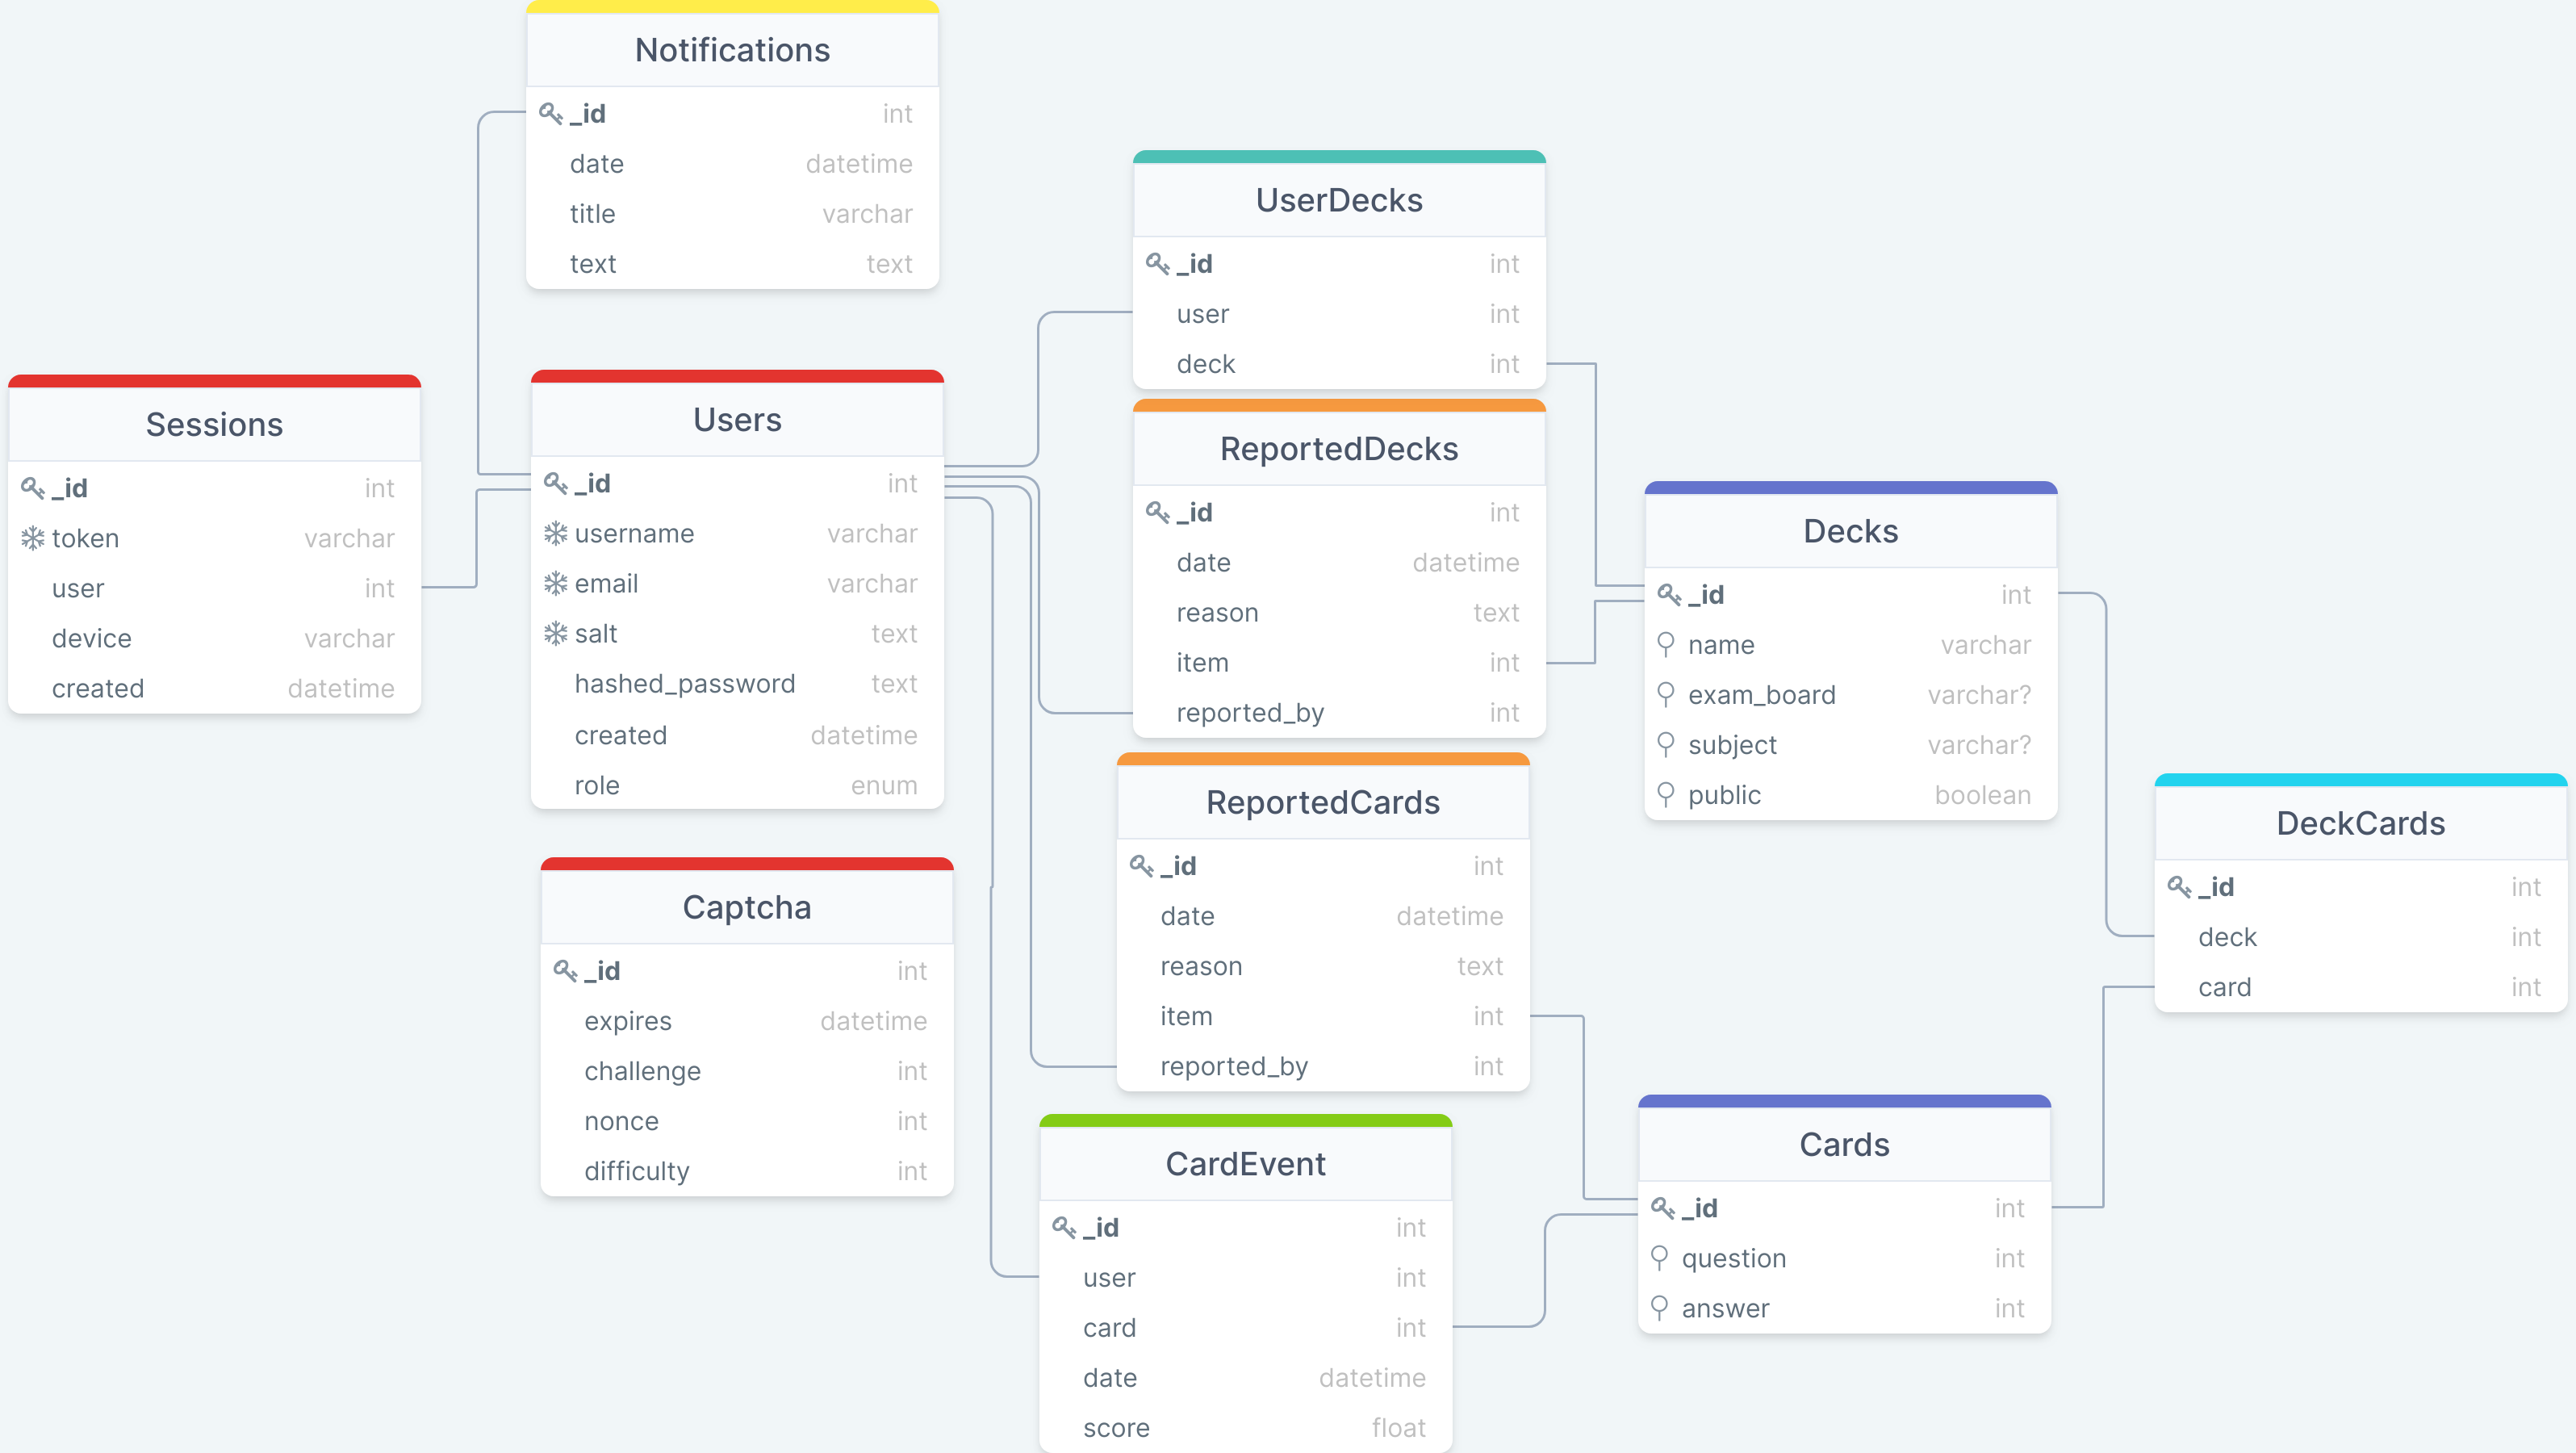 Notifications
_id int
date datetime
title varchar
text text
Sessions
_id int
token varchar
user int
device varchar
created datetime
Users
_id int
username varchar
email varchar
salt text
hashed_password text
created datetime
role enum
Captcha
_id int
expires datetime
challenge int
nonce int
difficulty int
UserDecks
_id int
user int
deck int
ReportedDecks
_id int
date datetime
reason text
item int
reported_by int
ReportedCards
_id int
date datetime
reason text
item int
reported_by int
CardEvent
_id int
user int
card int
date datetime
score float
Decks
_id int
name varchar
exam_board varchar?
subject varchar?
public boolean
Cards
_id int
question int
answer int
DeckCards
_id int
deck int
card int